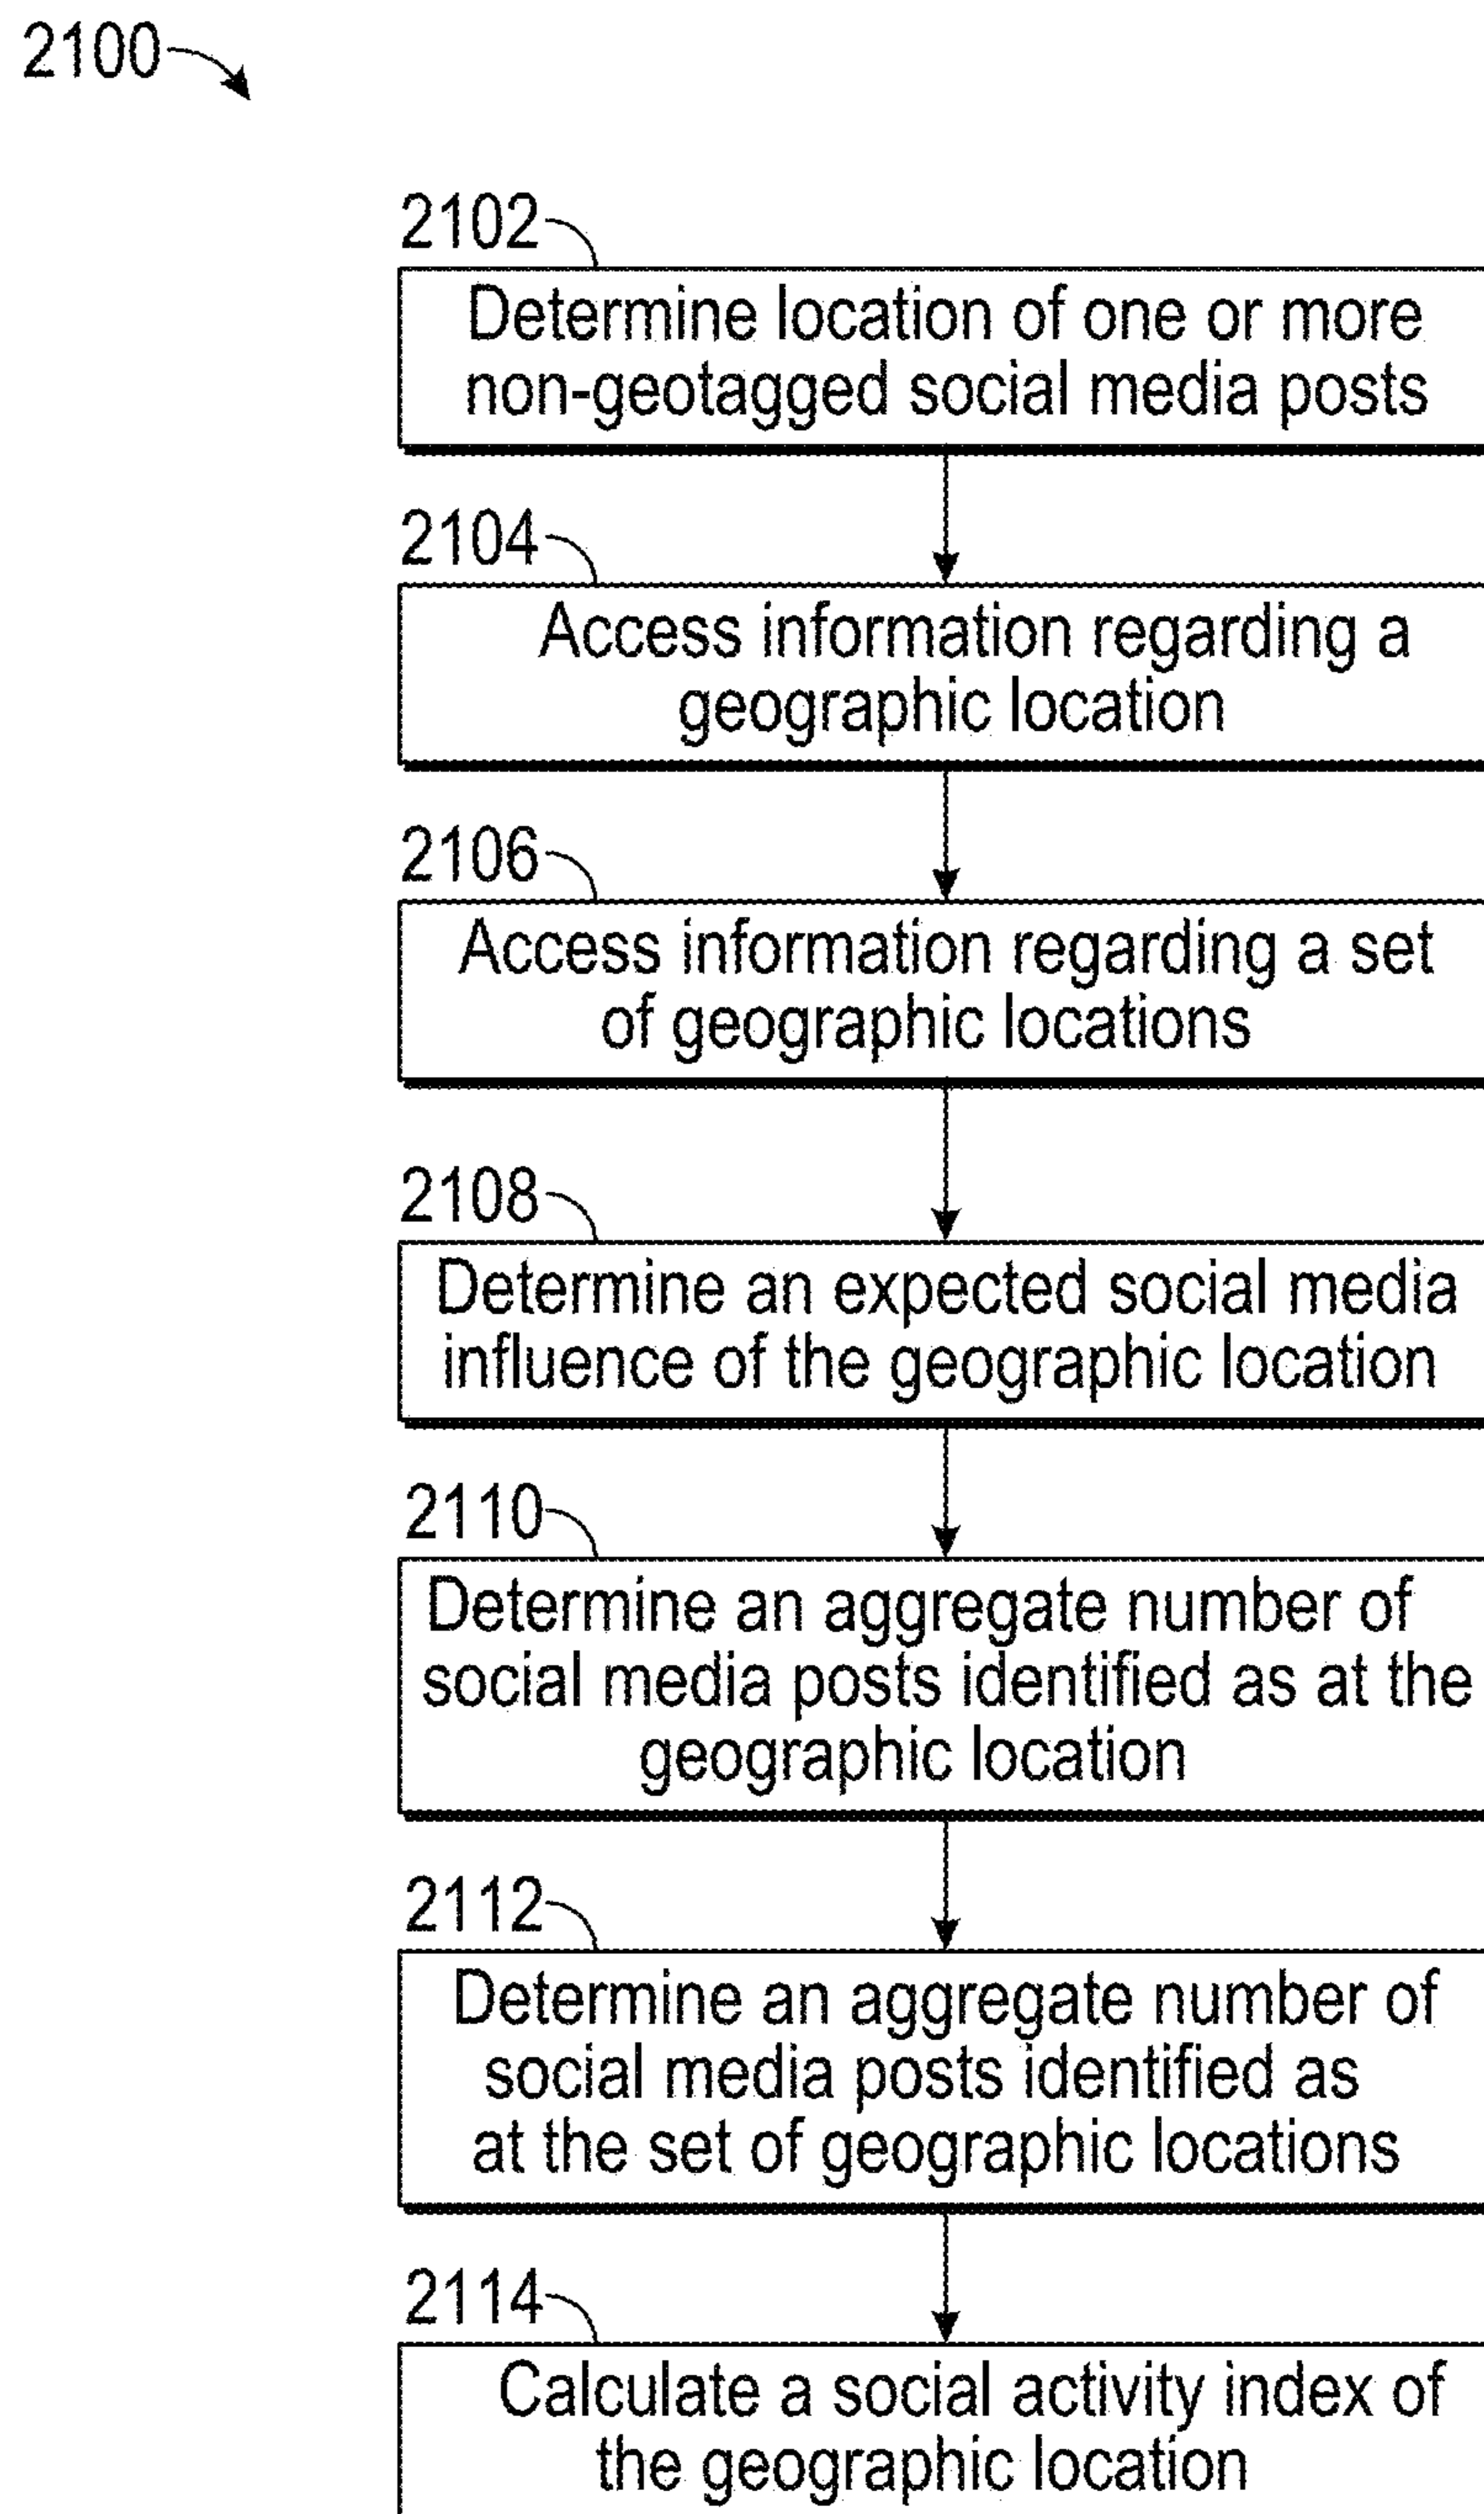 2100
2102
Determine location of one or more
non-geotagged social media posts
2104
Access information regarding a
geographic location
2106
Access information regarding a set
of geographic locations
2108
Determine an expected social media
influence of the geographic location
2110
Determine an aggregate number of
social media posts identified as at the
geographic location
2112
Determine an aggregate number of
social media posts identified as
at the set of geographic locations
2114
Calculate a social activity index of
the geographic location